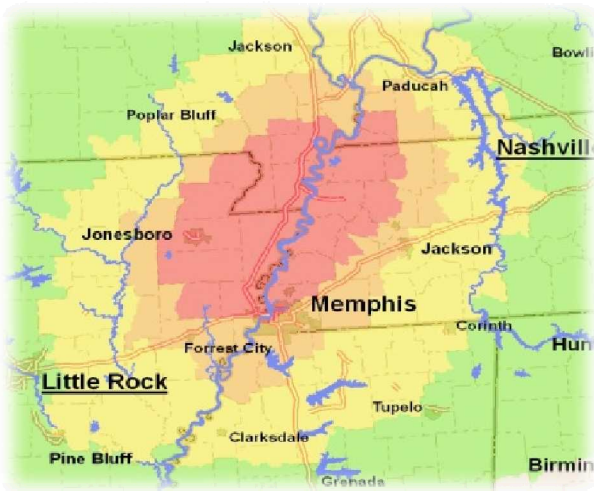 Jackson
Bowli
Paducah
Poplar Bluff
Nashvill
Jonesboro
Jackson
Memphis
Corinth
Hun
Forrest City
Little Rock
Tupelo
Clarksdale
Pine Bluff
Birmin
Grenada